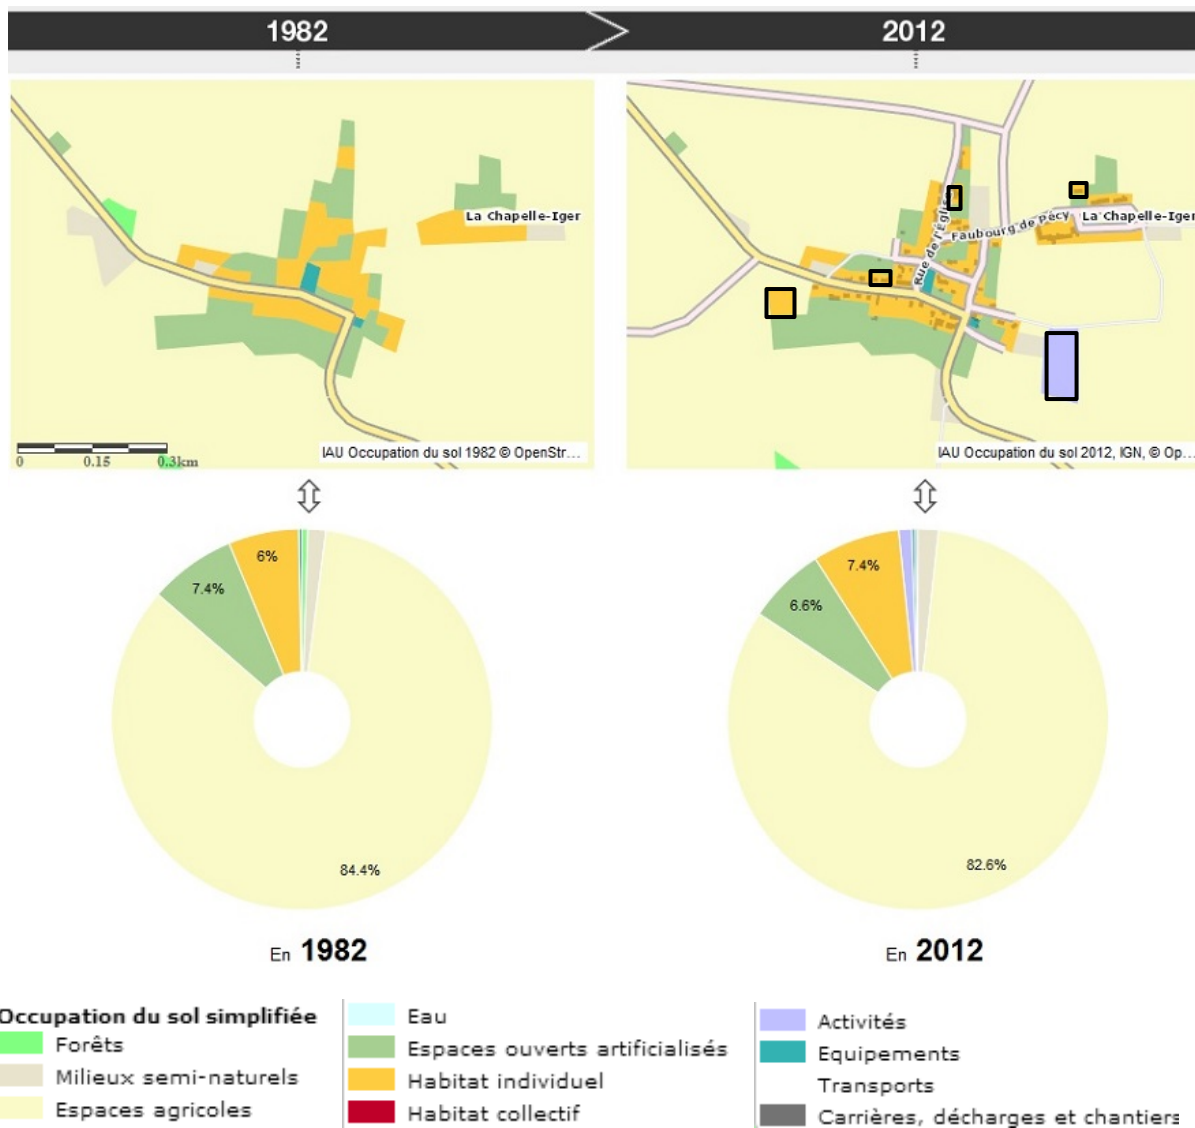 1982
2012
La Chapelle-Iger
0 0.15 0.3km
IAU Occupation du sol 1982 © OpenStr...
Rue de l'Église
Faubourg de Pécy
La Chapelle-Iger
IAU Occupation du sol 2012, IGN, © Op...
7.4%
6%
84.4%
En 1982
6.6%
7.4%
82.6%
En 2012
Occupation du sol simplifiée
Forêts
Milieux semi-naturels
Espaces agricoles
Eau
Espaces ouverts artificialisés
Habitat individuel
Habitat collectif
Activités
Equipements
Transports
Carrières, décharges et chantiers